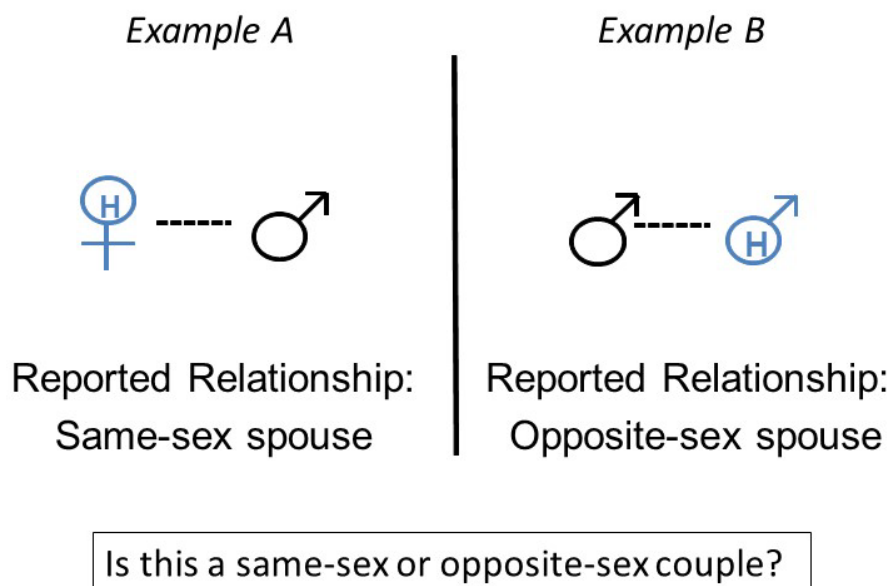 Example A
Example B
H
H
Reported Relationship:
Same-sex spouse
Reported Relationship:
Opposite-sex spouse
Is this a same-sex or opposite-sex couple?